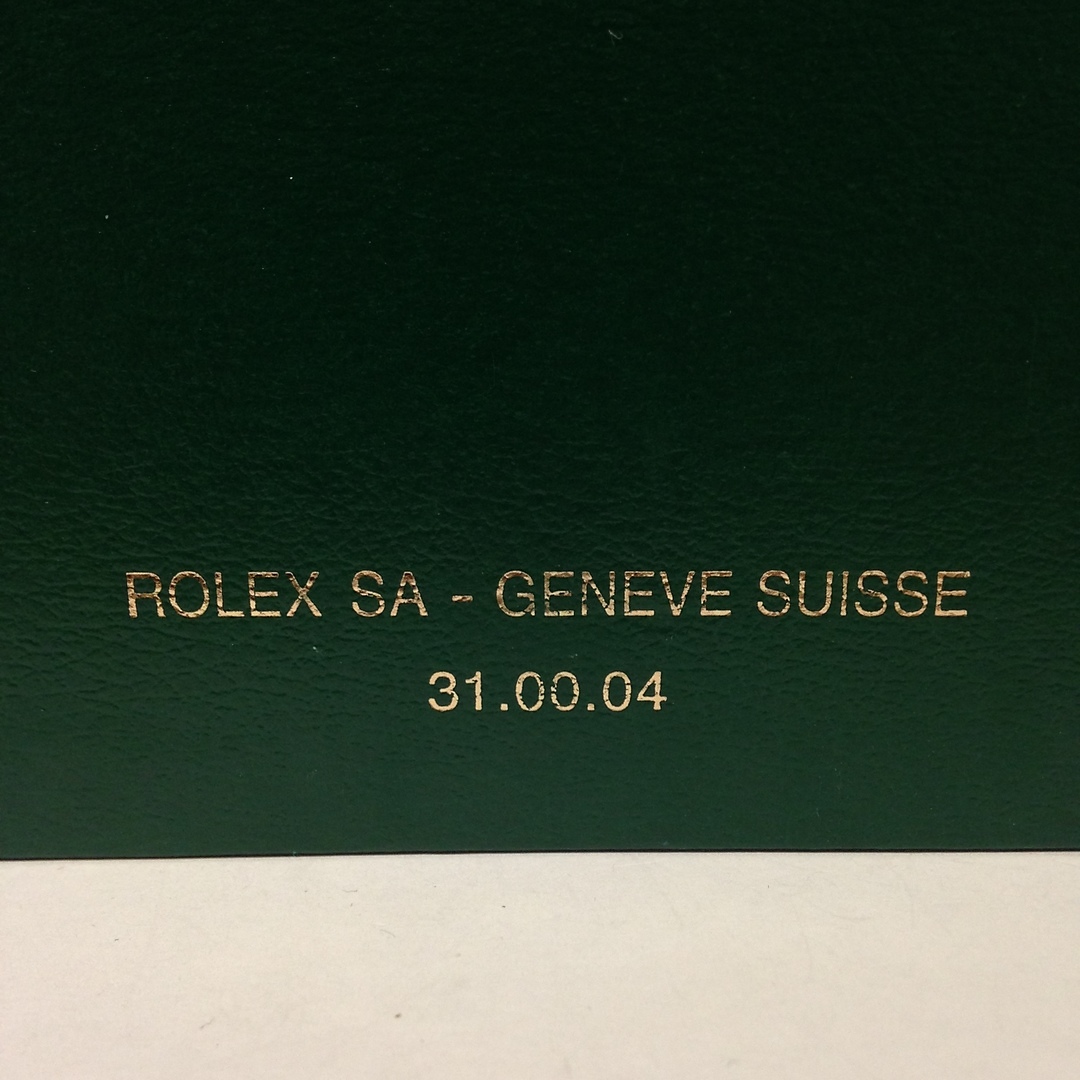 ROLEX SA - GENEVE SUISSE
31.00.04